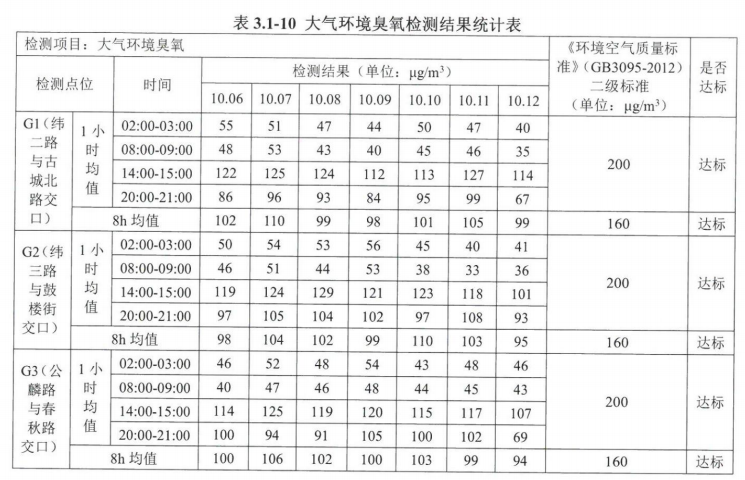 表 3.1-10 大气环境臭氧检测结果统计表
检测项目：大气环境臭氧
《环境空气质量标准》（GB3095-2012）二级标准（单位：μg/m³）
是否达标
检测点位 时间 检测结果（单位：μg/m³）
10.06 10.07 10.08 10.09 10.10 10.11 10.12
G1（纬二路与古城北路交口） 1小时均值 02:00-03:00 55 51 47 44 50 47 40 200 达标
08:00-09:00 48 53 43 40 45 46 35
14:00-15:00 122 125 124 112 113 127 114
20:00-21:00 86 96 93 84 95 99 67
8h 均值 102 110 99 98 101 105 99 160 达标
G2（纬三路与鼓楼街交口） 1小时均值 02:00-03:00 50 54 53 56 45 40 41 200 达标
08:00-09:00 46 51 44 53 38 33 36
14:00-15:00 119 124 129 121 123 118 101
20:00-21:00 97 105 104 102 97 108 93
8h 均值 98 104 102 99 110 103 95 160 达标
G3（公麟路与春秋路交口） 1小时均值 02:00-03:00 46 52 48 54 43 48 46 200 达标
08:00-09:00 40 47 46 48 44 45 43
14:00-15:00 114 125 119 120 115 117 107
20:00-21:00 100 94 91 105 100 102 69
8h 均值 100 106 102 100 103 99 94 160 达标